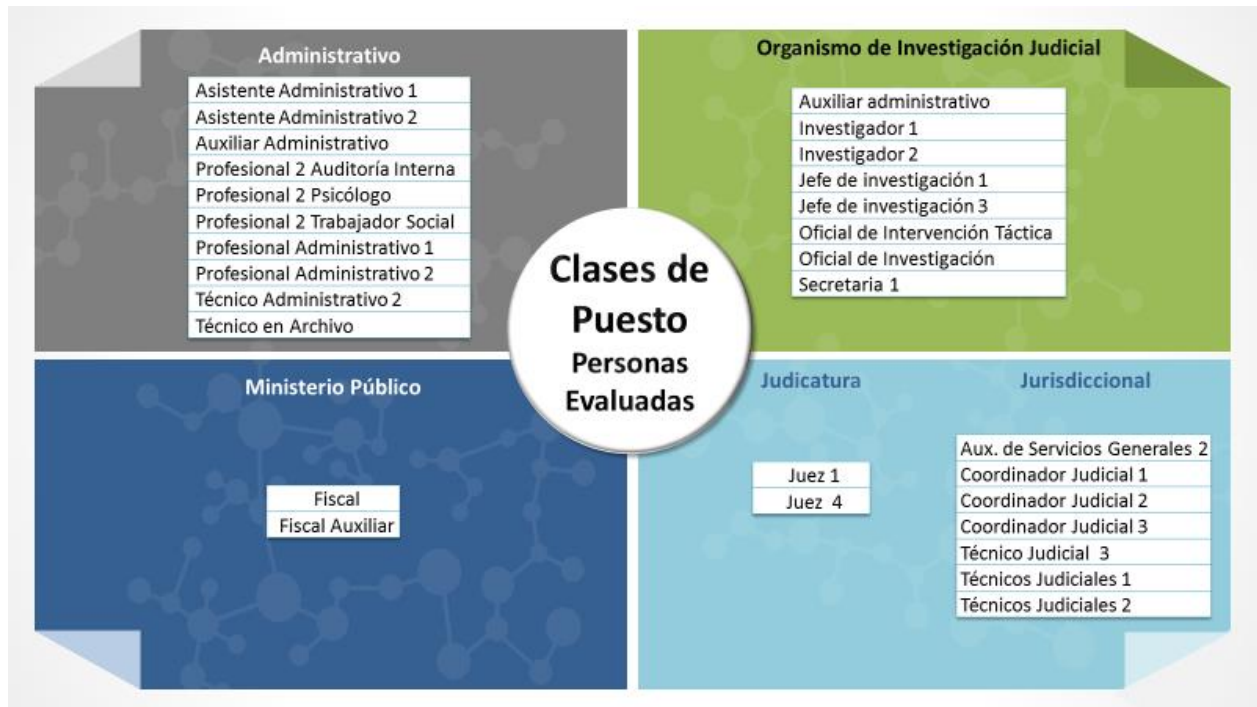 Administrativo
Asistente Administrativo 1
Asistente Administrativo 2
Auxiliar Administrativo
Profesional 2 Auditoría Interna
Profesional 2 Psicólogo
Profesional 2 Trabajador Social
Profesional Administrativo 1
Profesional Administrativo 2
Técnico Administrativo 2
Técnico en Archivo
Organismo de Investigación Judicial
Auxiliar administrativo
Investigador 1
Investigador 2
Jefe de investigación 1
Jefe de investigación 3
Oficial de Intervención Táctica
Oficial de Investigación
Secretaria 1
Clases de
Puesto
Personas
Evaluadas
Ministerio Público
Fiscal
Fiscal Auxiliar
Judicatura
Juez 1
Juez 4
Jurisdiccional
Aux. de Servicios Generales 2
Coordinador Judicial 1
Coordinador Judicial 2
Coordinador Judicial 3
Técnico Judicial 3
Técnicos Judiciales 1
Técnicos Judiciales 2